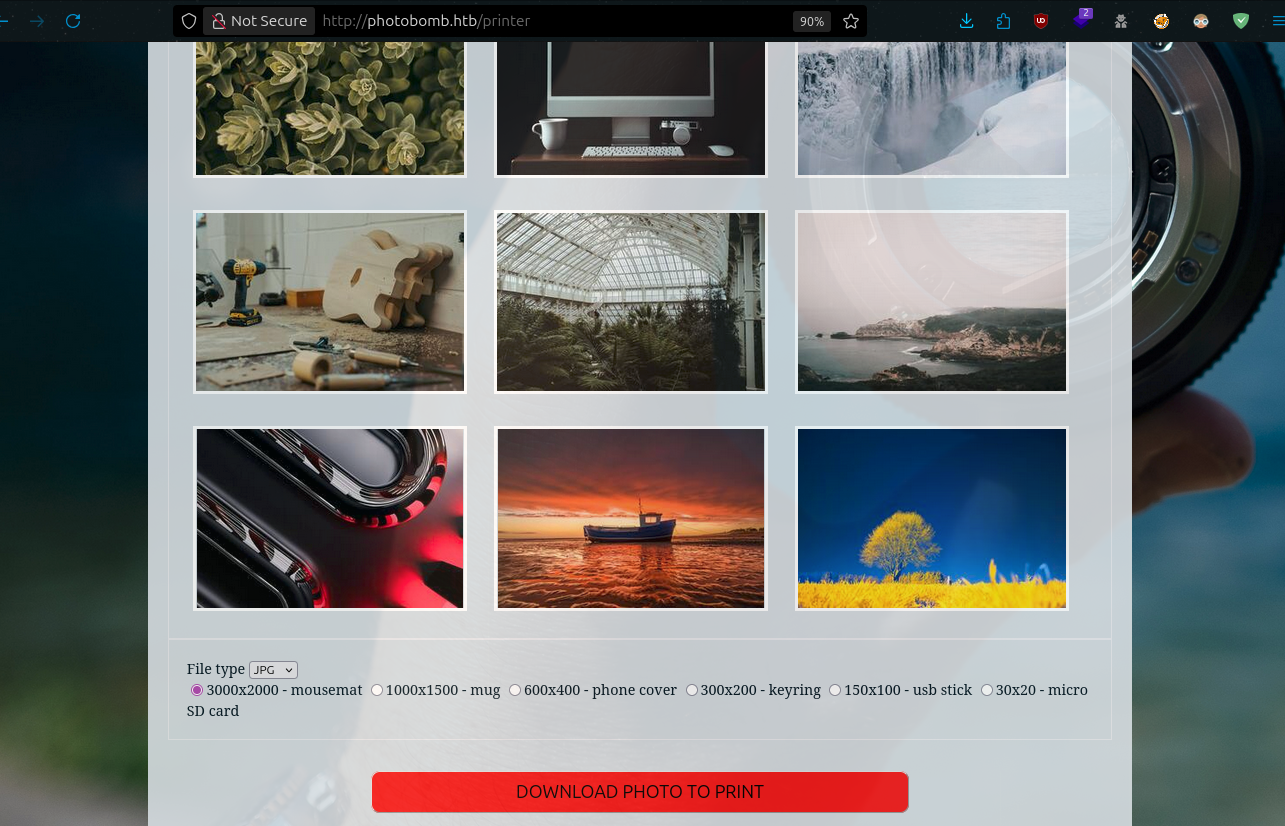 Not Secure http://photobomb.htb/printer 90% 2
File type JPG
3000x2000 - mousemat 1000x1500 - mug 600x400 - phone cover 300x200 - keyring 150x100 - usb stick 30x20 - micro
SD card
DOWNLOAD PHOTO TO PRINT